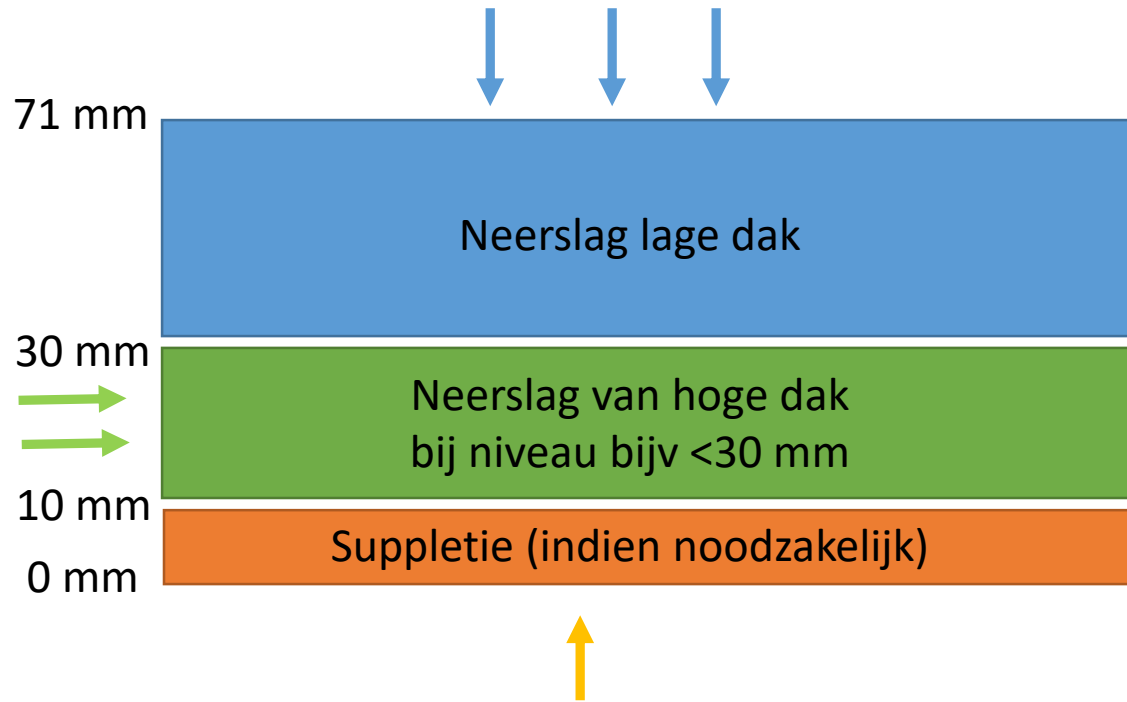 71 mm
Neerslag lage dak
30 mm
Neerslag van hoge dak
bij niveau bijv <30 mm
10 mm
Suppletie (indien noodzakelijk)
0 mm